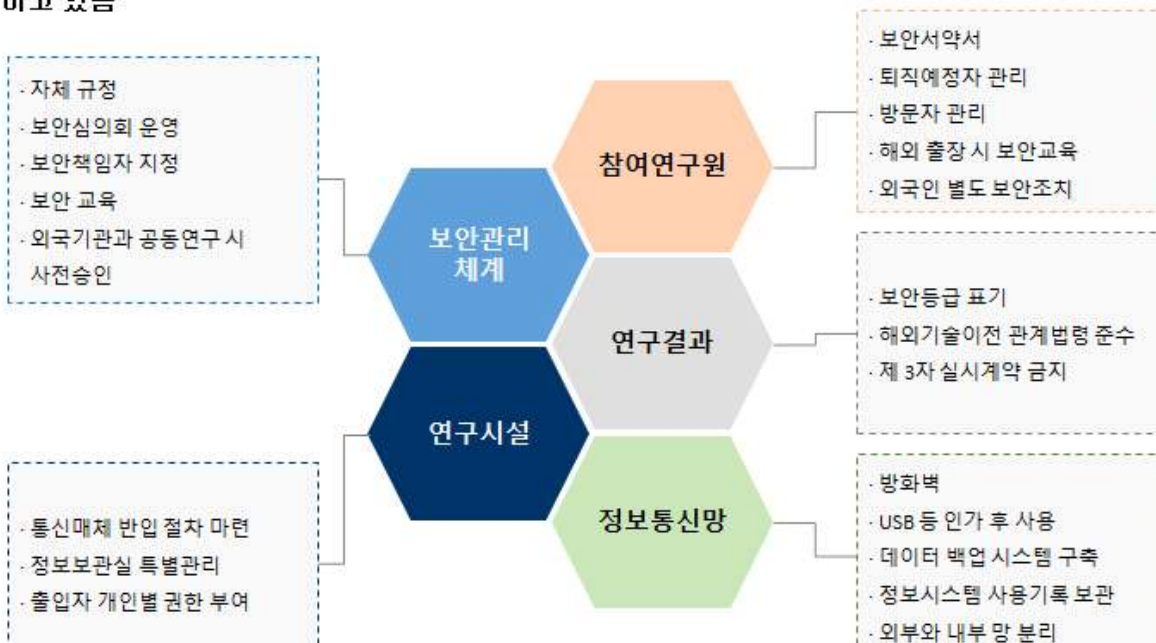 하고 있음
· 자체 규정
· 보안심의회 운영
· 보안책임자 지정
· 보안 교육
· 외국기관과 공동연구 시
사전승인
보안관리
체계
참여연구원
· 보안서약서
· 퇴직예정자 관리
· 방문자 관리
· 해외 출장 시 보안교육
· 외국인 별도 보안조치
연구결과
· 보안등급 표기
· 해외기술이전 관계법령 준수
· 제 3자 실시계약 금지
연구시설
· 통신매체 반입 절차 마련
· 정보보관실 특별관리
· 출입자 개인별 권한 부여
정보통신망
· 방화벽
· USB 등 인가 후 사용
· 데이터 백업 시스템 구축
· 정보시스템 사용기록 보관
· 외부와 내부 망 분리